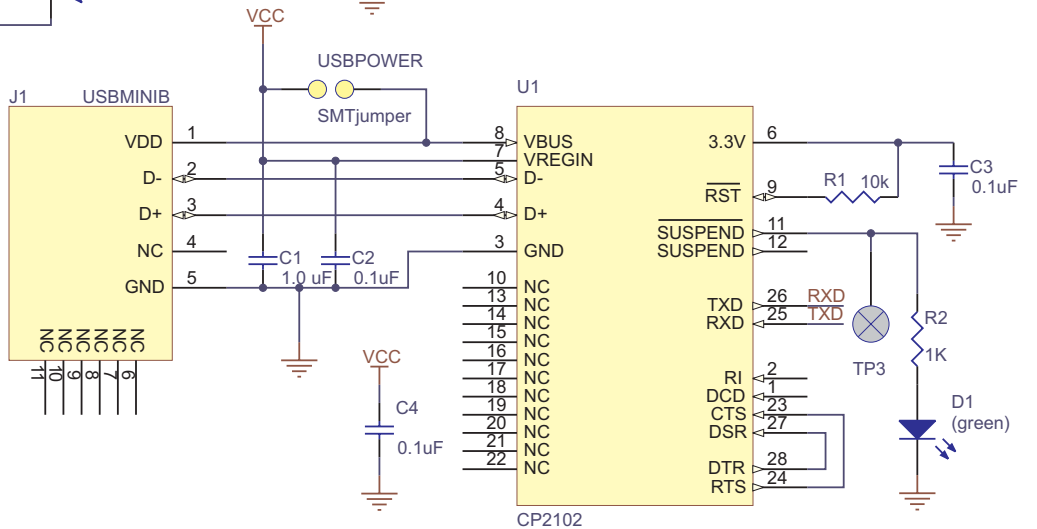 VCC
USBPOWER
SMTjumper
J1 USBMINIB
VDD 1
D- 2
D+ 3
NC 4
GND 5
NC NC NC NC NC NC
11 10 9 8 7 6
C1
1.0 uF
C2
0.1uF
VCC
C4
0.1uF
U1
8 VBUS
7 VREGIN
5 D-
4 D+
3 GND
10 NC
13 NC
14 NC
15 NC
16 NC
17 NC
18 NC
19 NC
20 NC
21 NC
22 NC
3.3V 6
RST 9
SUSPEND 11
SUSPEND 12
TXD 26 RXD
RXD 25 TXD
RI 2
DCD 1
CTS 23
DSR 27
DTR 28
RTS 24
CP2102
R1 10k
C3
0.1uF
TP3
R2
1K
D1
(green)